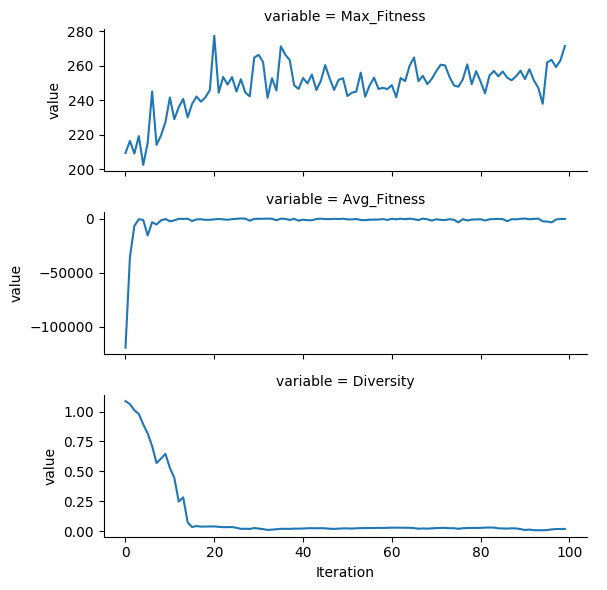 variable = Max_Fitness
280
260
240
220
200
value
variable = Avg_Fitness
0
−50000
−100000
value
variable = Diversity
1.00
0.75
0.50
0.25
0.00
value
0 20 40 60 80 100
Iteration